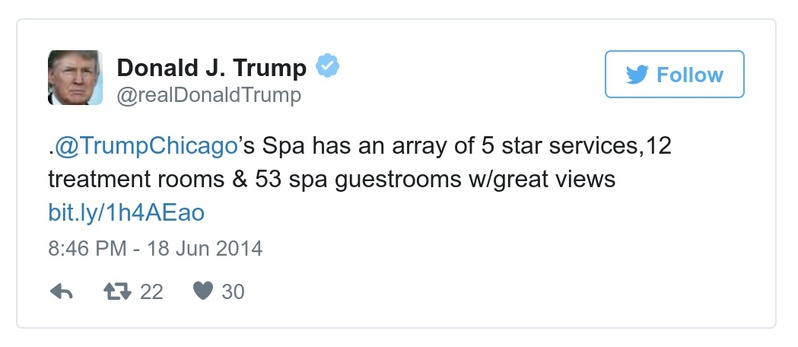 Donald J. Trump
@realDonaldTrump
Follow
.@TrumpChicago’s Spa has an array of 5 star services,12
treatment rooms & 53 spa guestrooms w/great views
bit.ly/1h4AEao
8:46 PM - 18 Jun 2014
22 30